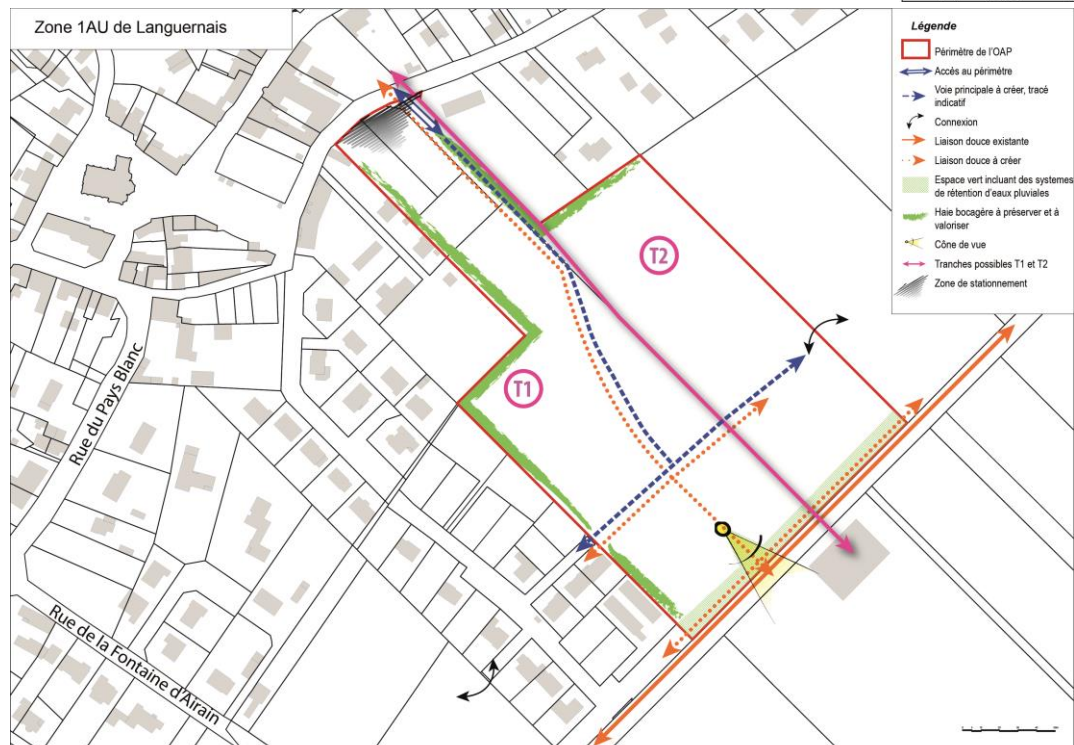 Zone 1AU de Languernais
Légende
Périmètre de l'OAP
Accès au périmètre
Voie principale à créer, tracé
indicatif
Connexion
Liaison douce existante
Liaison douce à créer
Espace vert incluant des systèmes
de rétention d'eaux pluviales
Haie bocagère à préserver et à
valoriser
Cône de vue
Tranches possibles T1 et T2
Zone de stationnement
T2
T1
Rue du Pays Blanc
Rue de la Fontaine d'Airain